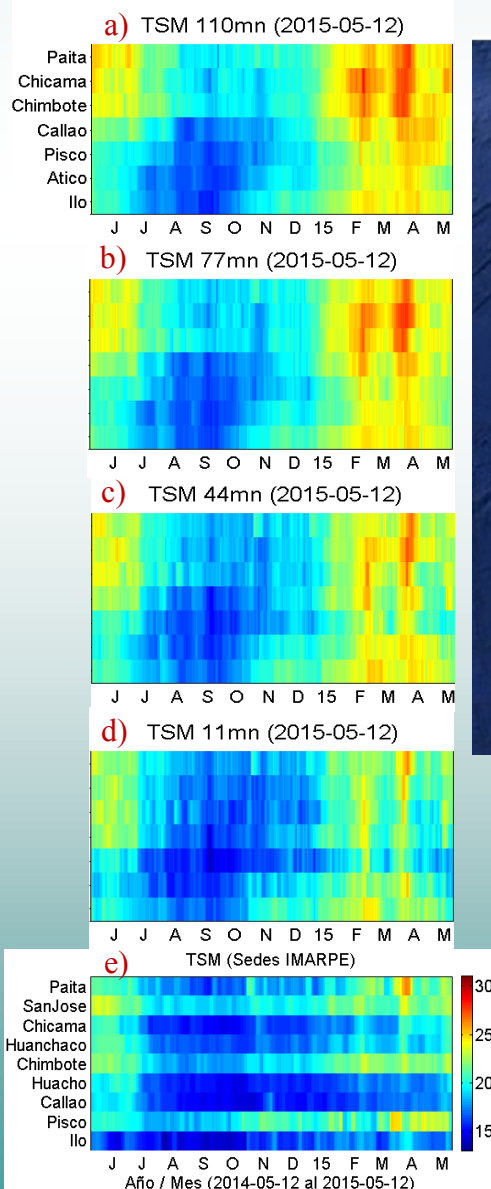 a) TSM 110mn (2015-05-12)
Paita
Chicama
Chimbote
Callao
Pisco
Atico
Ilo
J J A S O N D 15 F M A M
b) TSM 77mn (2015-05-12)
J J A S O N D 15 F M A M
c) TSM 44mn (2015-05-12)
J J A S O N D 15 F M A M
d) TSM 11mn (2015-05-12)
J J A S O N D 15 F M A M
e) TSM (Sedes IMARPE)
Paita
SanJose
Chicama
Huanchaco
Chimbote
Huacho
Callao
Pisco
Ilo
30
25
20
15
J J A S O N D 15 F M A M
Año / Mes (2014-05-12 al 2015-05-12)